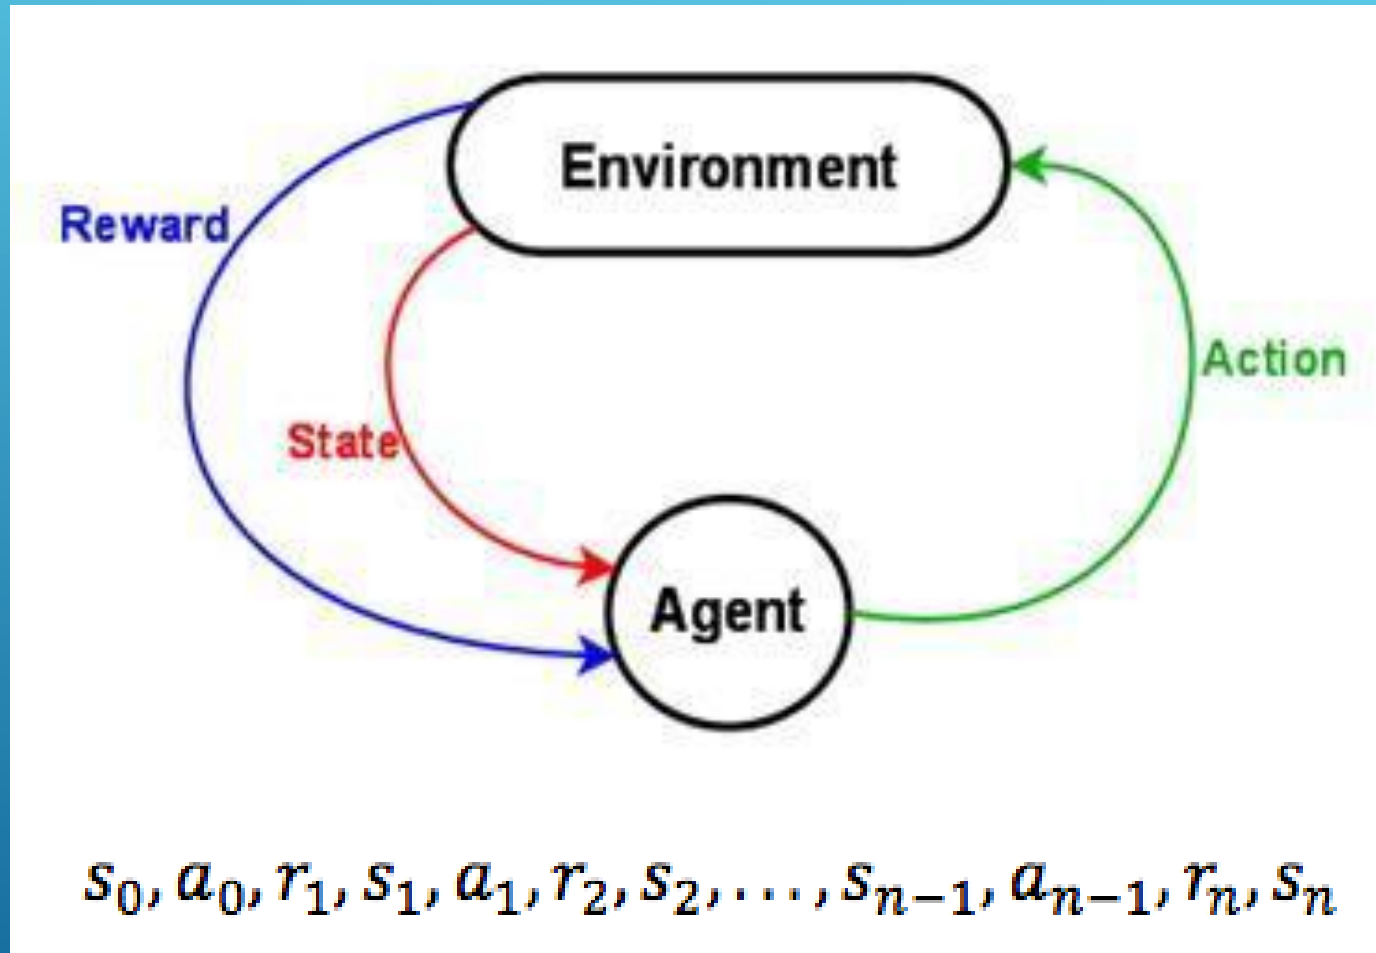 Environment
Reward
Action
State
Agent
s₀, a₀, r₁, s₁, a₁, r₂, s₂, ..., sₙ₋₁, aₙ₋₁, rₙ, sₙ